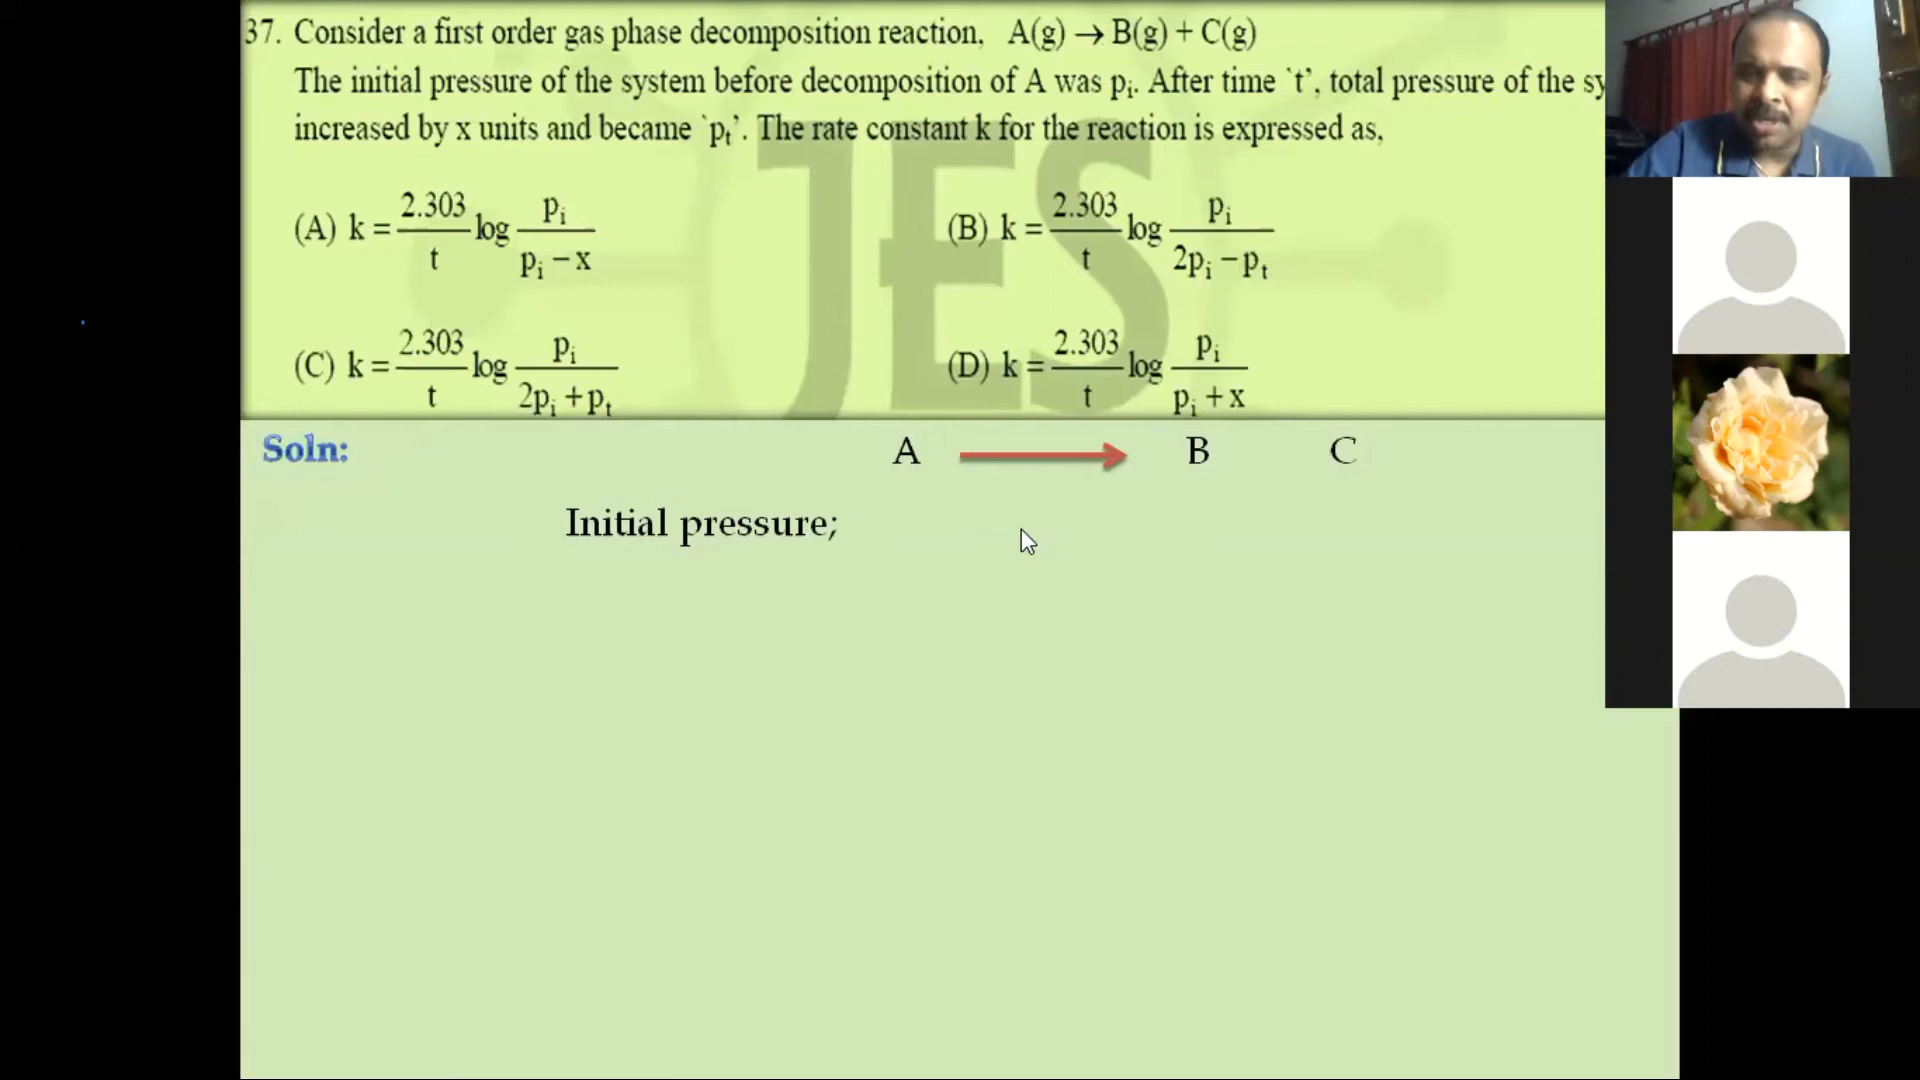 37. Consider a first order gas phase decomposition reaction, A(g) → B(g) + C(g)
The initial pressure of the system before decomposition of A was pᵢ. After time `t', total pressure of the sy
increased by x units and became `pₜ'. The rate constant k for the reaction is expressed as,
(A) k = 2.303/t log pᵢ/(pᵢ − x) (B) k = 2.303/t log pᵢ/(2pᵢ − pₜ)
(C) k = 2.303/t log pᵢ/(2pᵢ + pₜ) (D) k = 2.303/t log pᵢ/(pᵢ + x)
JES
Soln: A B C
Initial pressure;